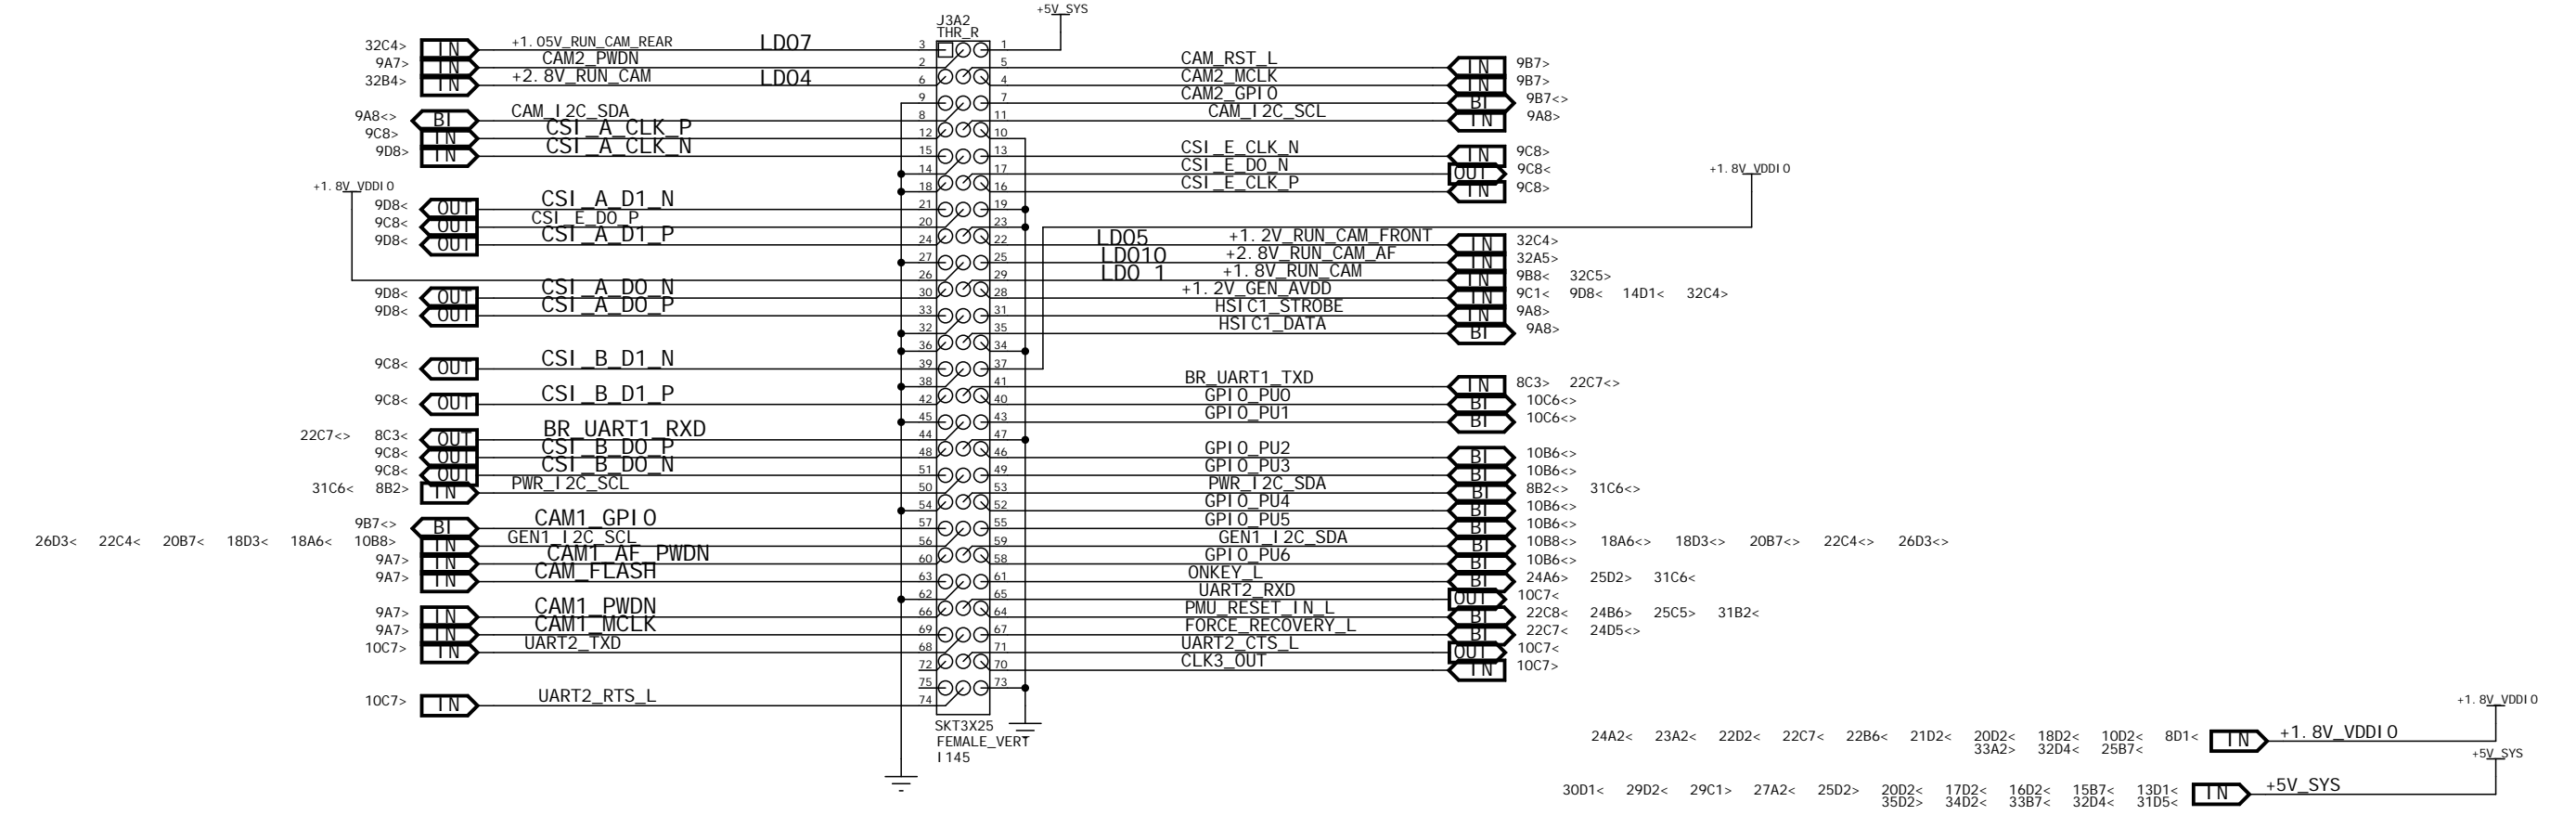 J3A2
THR_R
+5V_SYS
32C4> IN +1.05V_RUN_CAM_REAR LDO7 3 1
9A7> IN CAM2_PWDN 2 5 CAM_RST_L IN 9B7>
32B4> IN +2.8V_RUN_CAM LDO4 6 4 CAM2_MCLK IN 9B7>
9 7 CAM2_GPIO BI 9B7<>
9A8<> BI CAM_I2C_SDA 8 11 CAM_I2C_SCL IN 9A8>
9C8> IN CSI_A_CLK_P 12 10
9D8> IN CSI_A_CLK_N 15 13 CSI_E_CLK_N IN 9C8>
14 17 CSI_E_D0_N OUT 9C8<
+1.8V_VDDIO 18 16 CSI_E_CLK_P IN 9C8> +1.8V_VDDIO
9D8< OUT CSI_A_D1_N 21 19
9C8< OUT CSI_E_D0_P 20 23
9D8< OUT CSI_A_D1_P 24 22 LDO5 +1.2V_RUN_CAM_FRONT IN 32C4>
27 25 LDO10 +2.8V_RUN_CAM_AF IN 32A5>
26 29 LDO_1 +1.8V_RUN_CAM IN 9B8< 32C5>
9D8< OUT CSI_A_D0_N 30 28 +1.2V_GEN_AVDD IN 9C1< 9D8< 14D1< 32C4>
9D8< OUT CSI_A_D0_P 33 31 HSIC1_STROBE IN 9A8>
32 35 HSIC1_DATA BI 9A8>
36 34
9C8< OUT CSI_B_D1_N 39 37
38 41 BR_UART1_TXD IN 8C3> 22C7<>
9C8< OUT CSI_B_D1_P 42 40 GPIO_PU0 BI 10C6<>
45 43 GPIO_PU1 BI 10C6<>
22C7<> 8C3< OUT BR_UART1_RXD 44 47
9C8< OUT CSI_B_D0_P 48 46 GPIO_PU2 BI 10B6<>
9C8< OUT CSI_B_D0_N 51 49 GPIO_PU3 BI 10B6<>
31C6< 8B2> IN PWR_I2C_SCL 50 53 PWR_I2C_SDA BI 8B2<> 31C6<>
54 52 GPIO_PU4 BI 10B6<>
9B7<> BI CAM1_GPIO 57 55 GPIO_PU5 BI 10B6<>
26D3< 22C4< 20B7< 18D3< 18A6< 10B8> IN GEN1_I2C_SCL 56 59 GEN1_I2C_SDA BI 10B8<> 18A6<> 18D3<> 20B7<> 22C4<> 26D3<>
9A7> IN CAM1_AF_PWDN 60 58 GPIO_PU6 BI 10B6<>
9A7> IN CAM_FLASH 63 61 ONKEY_L BI 24A6> 25D2> 31C6<
62 65 UART2_RXD OUT 10C7<
9A7> IN CAM1_PWDN 66 64 PMU_RESET_IN_L BI 22C8< 24B6> 25C5> 31B2<
9A7> IN CAM1_MCLK 69 67 FORCE_RECOVERY_L BI 22C7< 24D5<>
10C7> IN UART2_TXD 68 71 UART2_CTS_L OUT 10C7<
72 70 CLK3_OUT IN 10C7>
75 73
10C7> IN UART2_RTS_L 74
SKT3X25
FEMALE_VERT
I145
+1.8V_VDDIO
24A2< 23A2< 22D2< 22C7< 22B6< 21D2< 20D2< 18D2< 10D2< 8D1< IN +1.8V_VDDIO
33A2> 32D4< 25B7<
+5V_SYS
30D1< 29D2< 29C1> 27A2< 25D2> 20D2< 17D2< 16D2< 15B7< 13D1< IN +5V_SYS
35D2> 34D2< 33B7< 32D4< 31D5<